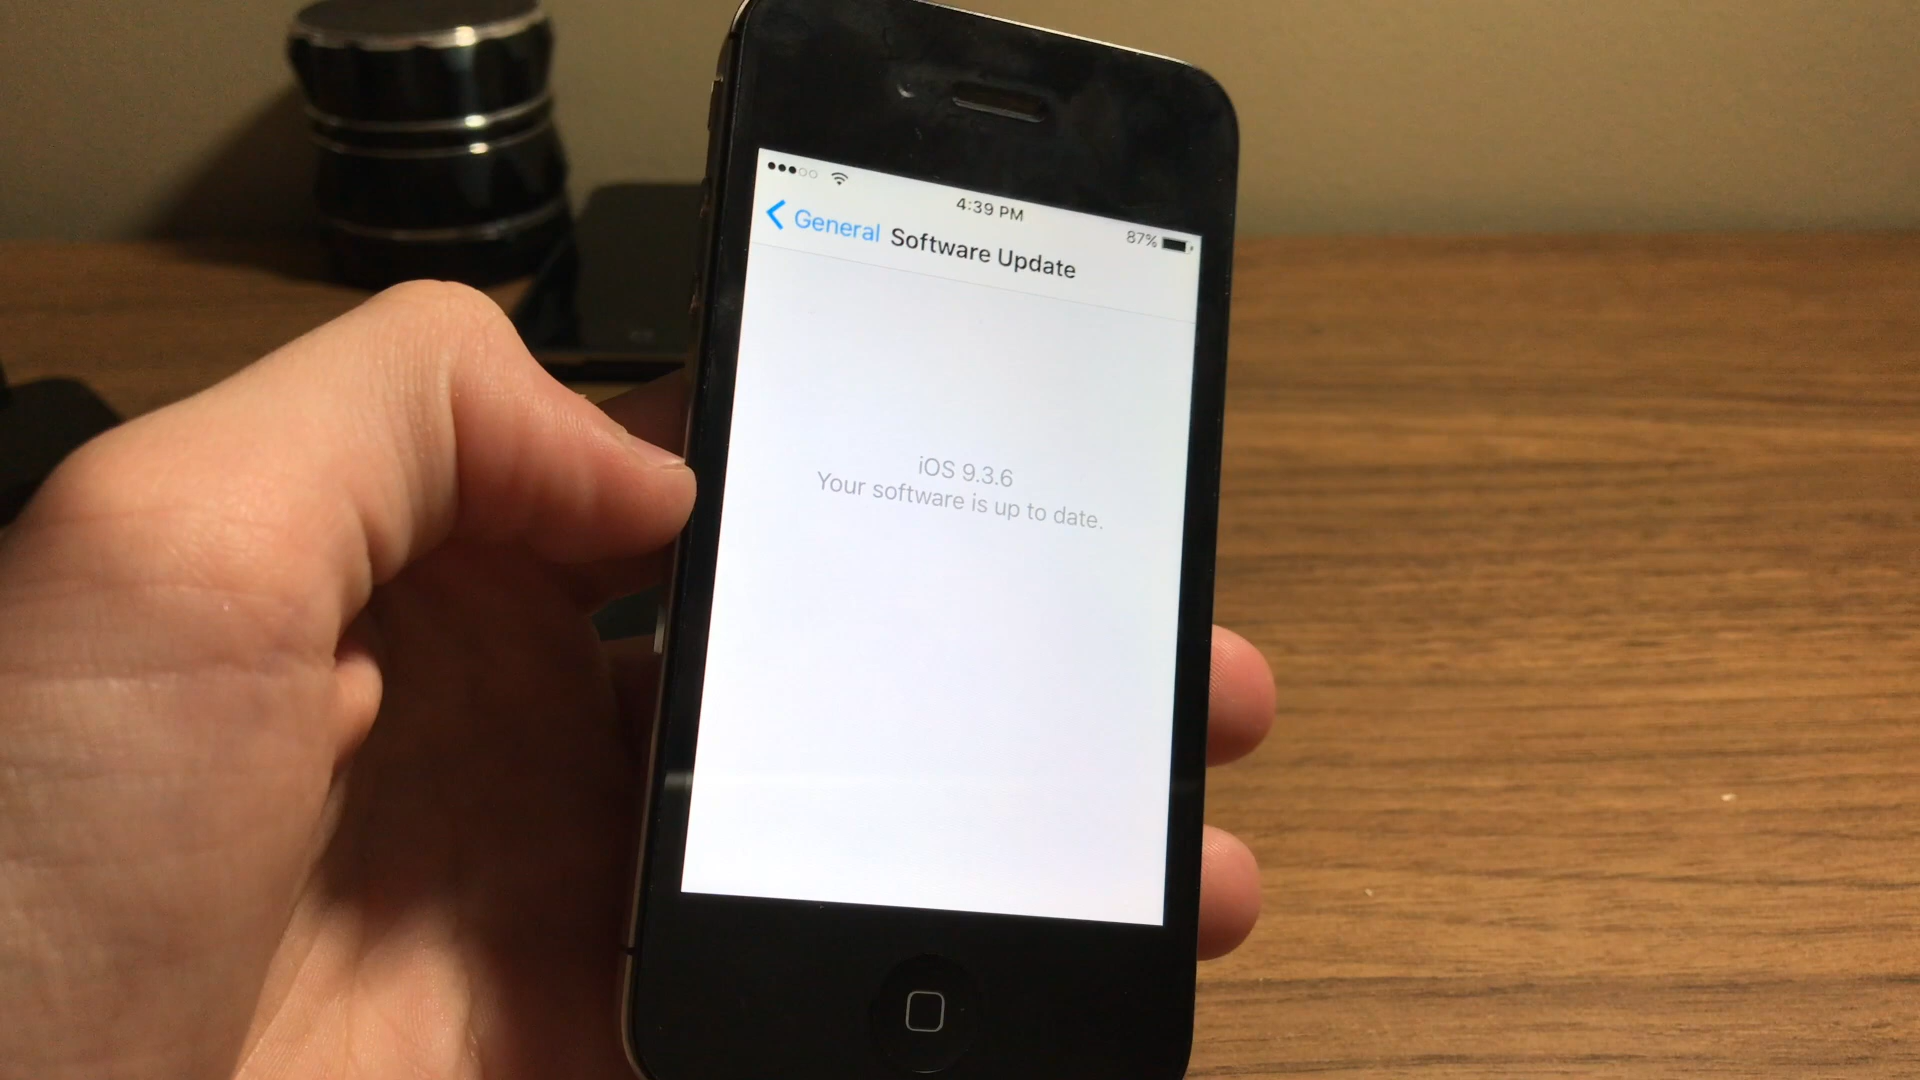 4:39 PM
87%
General Software Update
iOS 9.3.6
Your software is up to date.